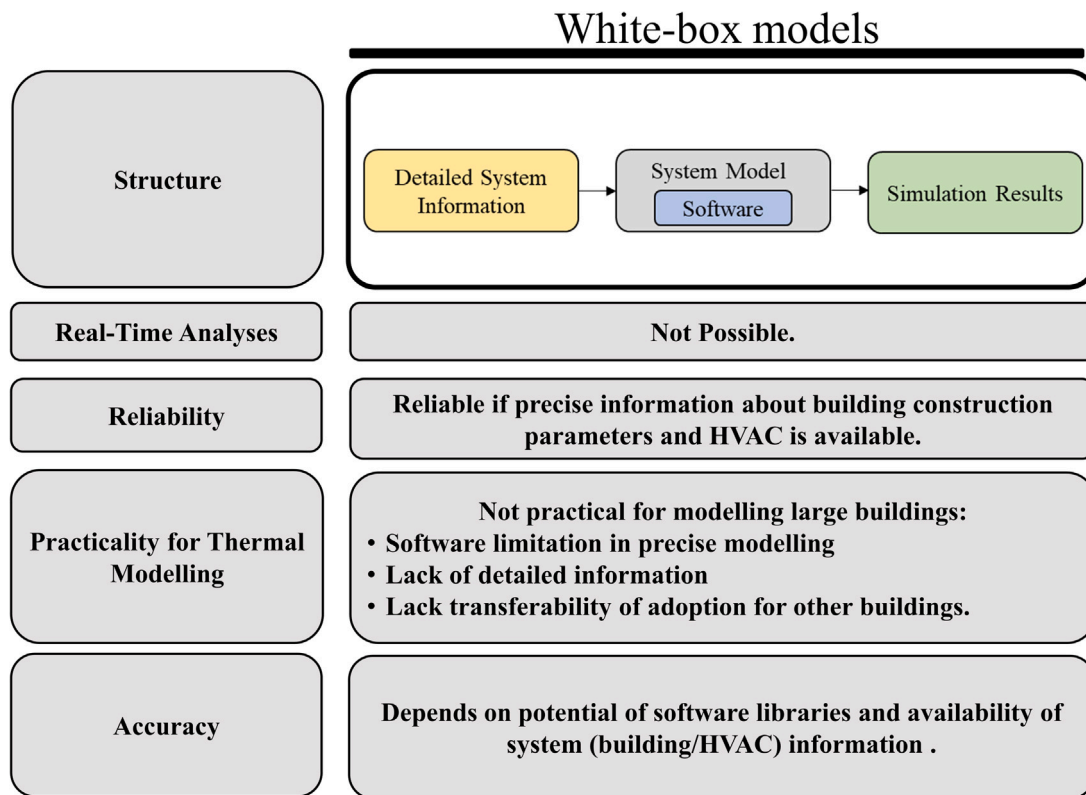 White-box models
Structure
Detailed System
Information
System Model
Software
Simulation Results
Real-Time Analyses
Not Possible.
Reliability
Reliable if precise information about building construction
parameters and HVAC is available.
Practicality for Thermal
Modelling
Not practical for modelling large buildings:
• Software limitation in precise modelling
• Lack of detailed information
• Lack transferability of adoption for other buildings.
Accuracy
Depends on potential of software libraries and availability of
system (building/HVAC) information .